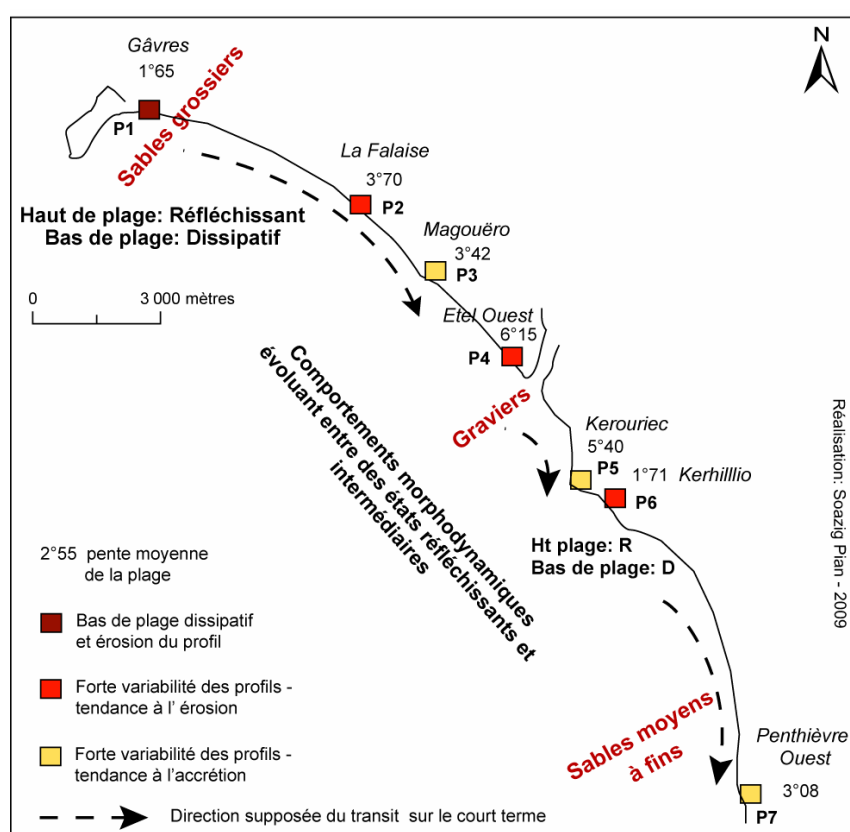 N
Gâvres
1°65
P1
Sables grossiers
La Falaise
3°70
P2
Haut de plage: Réfléchissant
Bas de plage: Dissipatif
Magouëro
3°42
P3
0 3 000 mètres
Etel Ouest
6°15
P4
Comportements morphodynamiques
évoluant entre des états réfléchissants et
intermédiaires
Graviers
Kerouriec
5°40
P5
1°71 Kerhilllio
P6
Ht plage: R
Bas de plage: D
Réalisation: Soazig Pian - 2009
2°55 pente moyenne
de la plage
Bas de plage dissipatif
et érosion du profil
Forte variabilité des profils -
tendance à l' érosion
Forte variabilité des profils -
tendance à l'accrétion
Direction supposée du transit sur le court terme
Sables moyens
à fins
Penthièvre
Ouest
3°08
P7